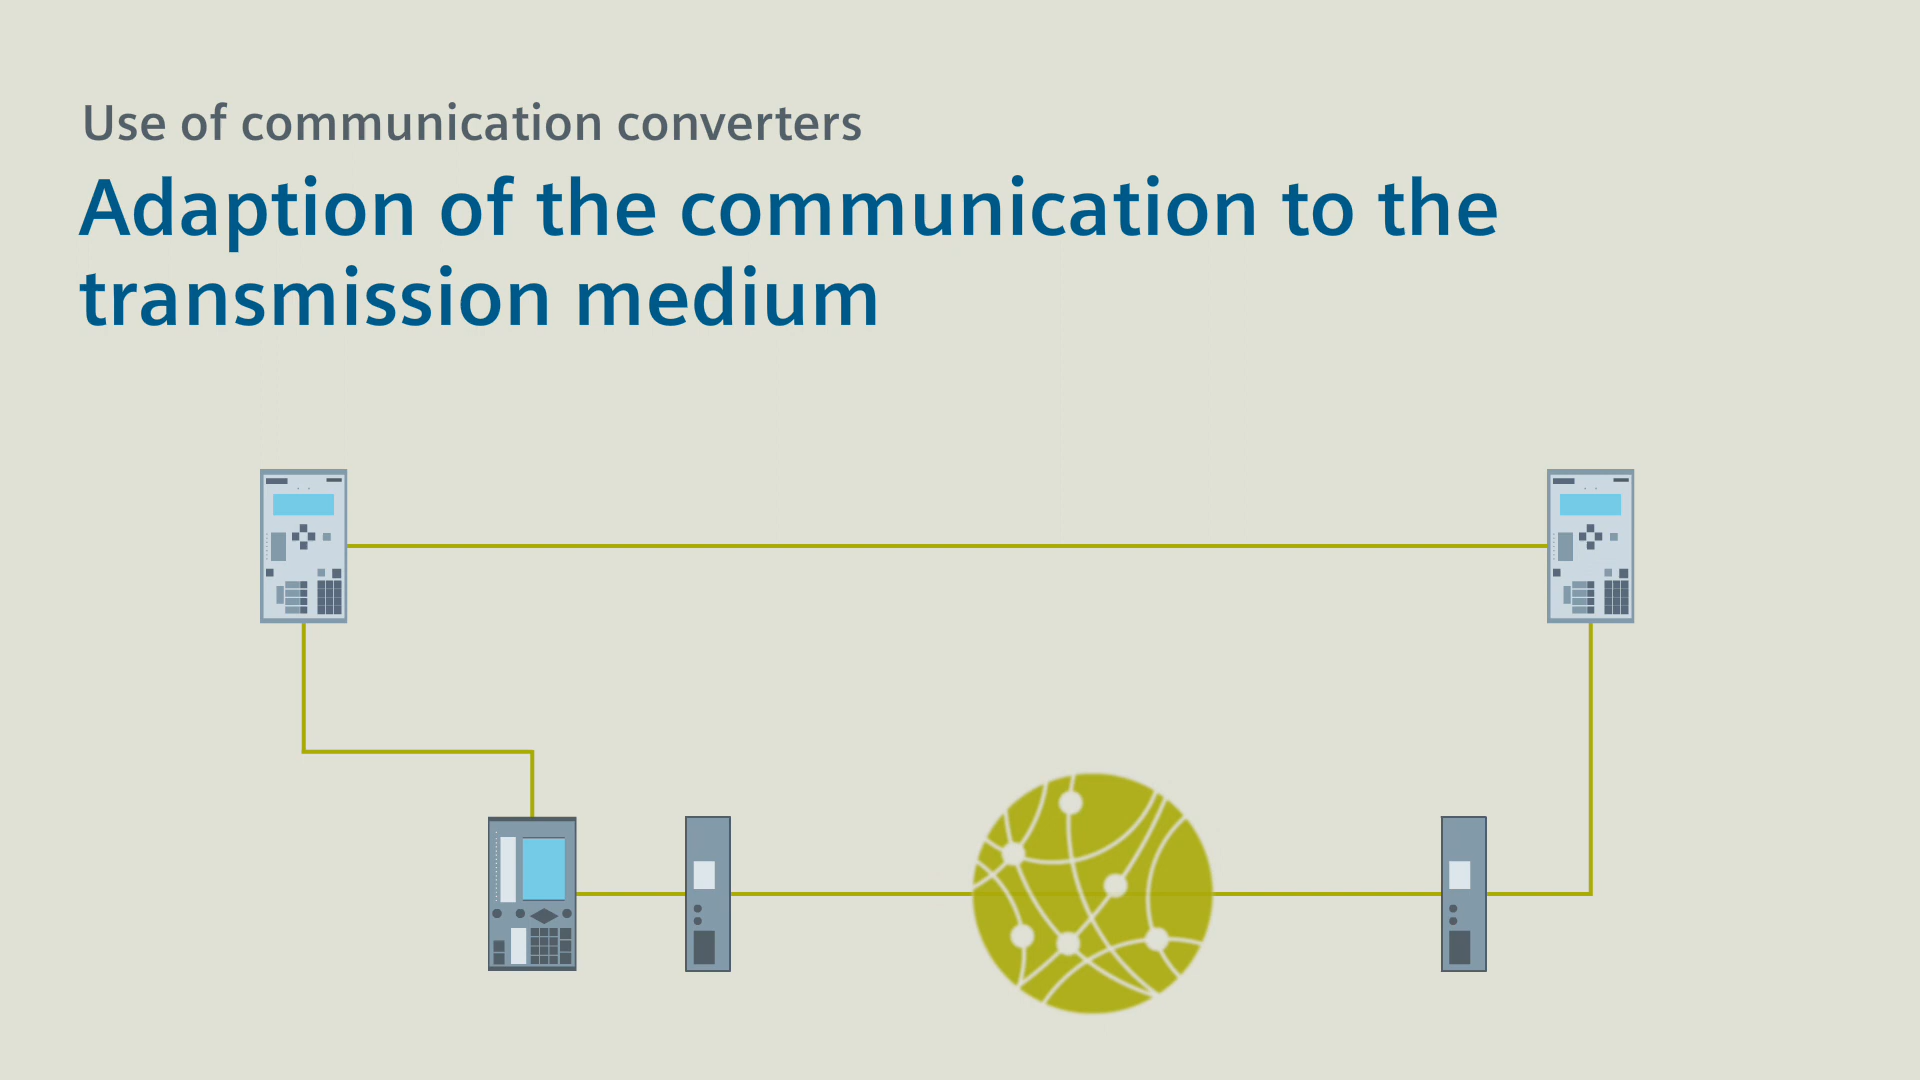 Use of communication converters
Adaption of the communication to the
transmission medium